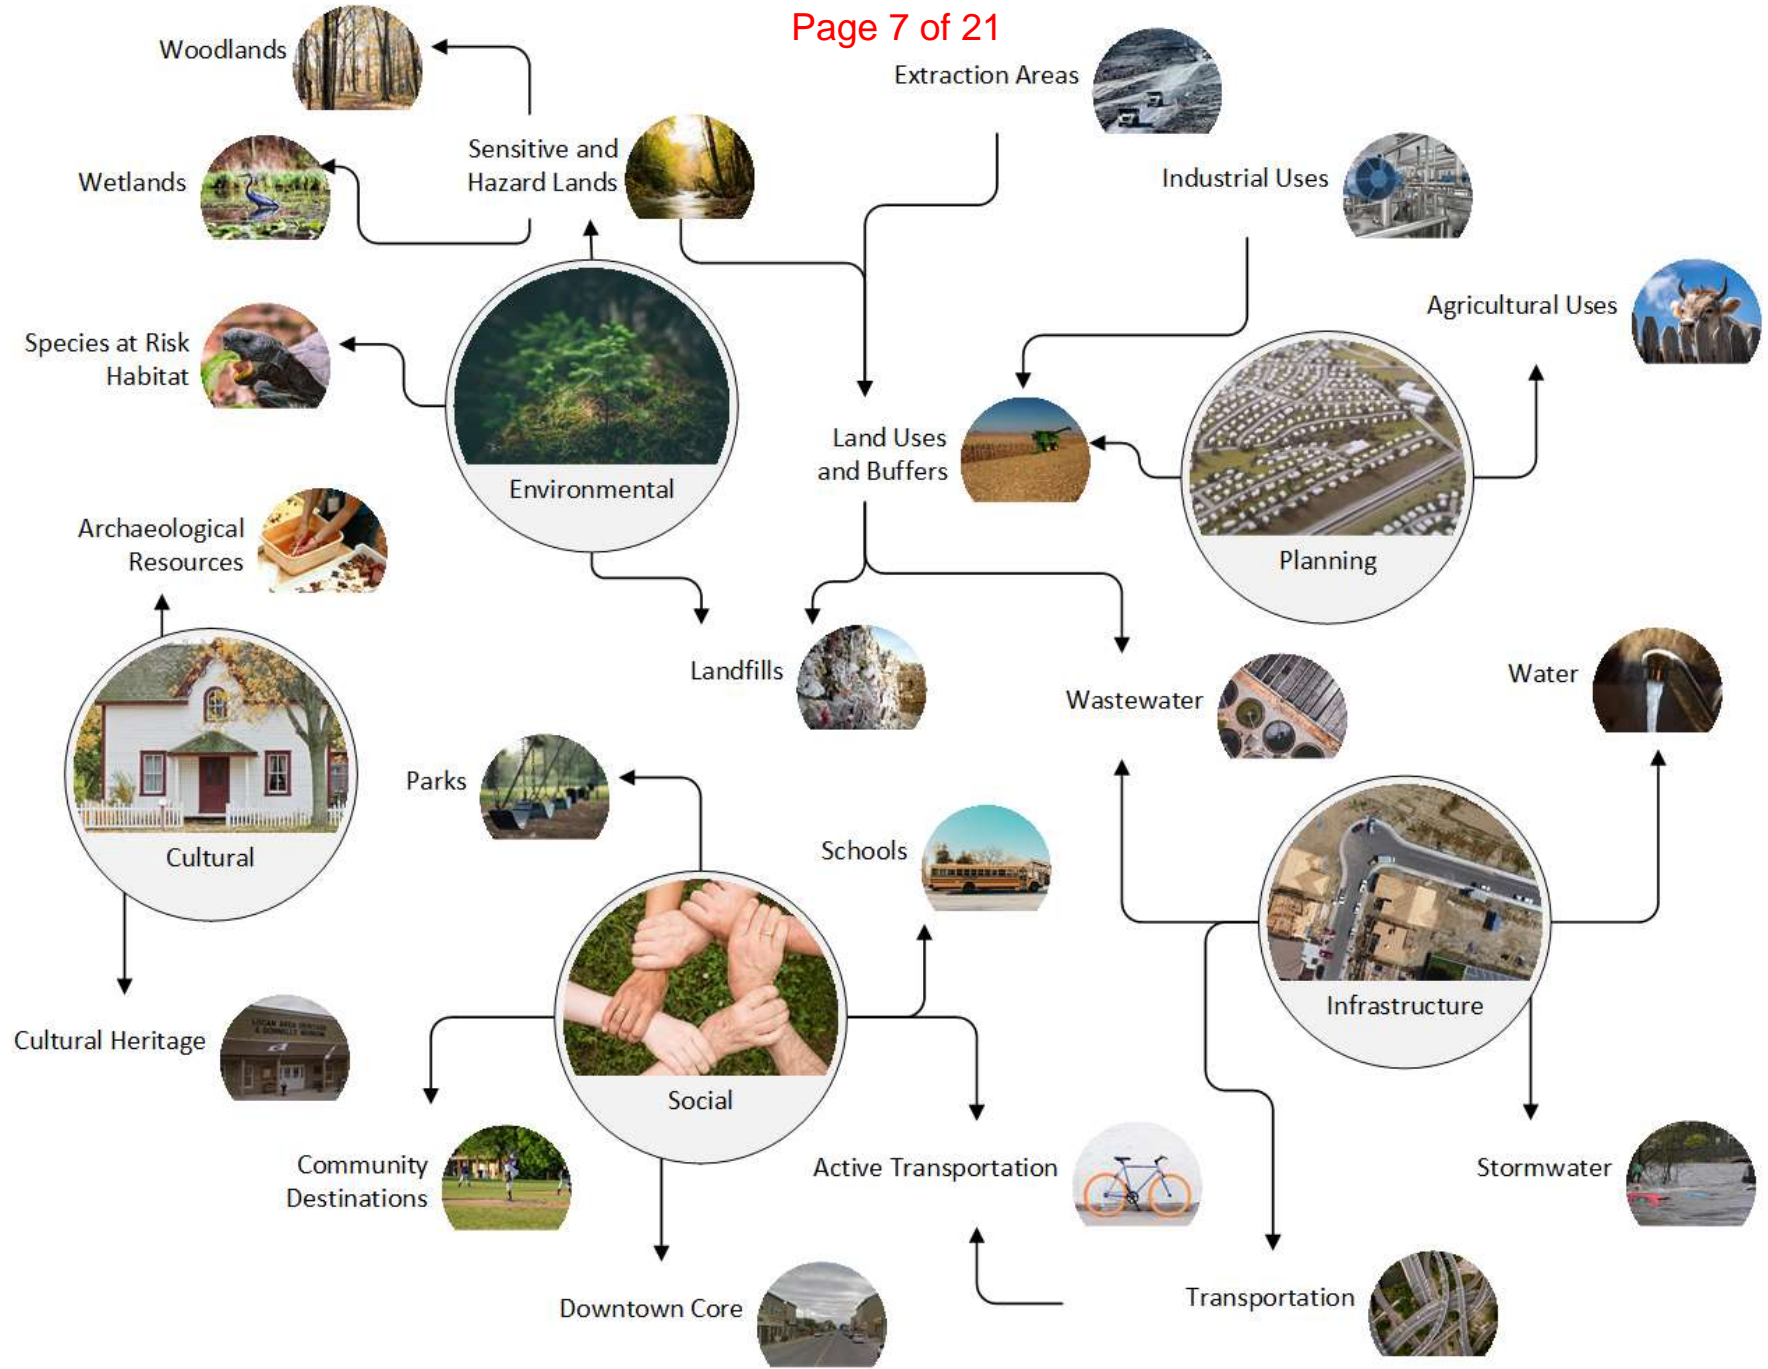 Page 7 of 21
Woodlands
Extraction Areas
Sensitive and
Hazard Lands
Wetlands
Industrial Uses
Agricultural Uses
Species at Risk
Habitat
Land Uses
and Buffers
Environmental
Archaeological
Resources
Planning
Landfills
Water
Wastewater
Parks
Schools
Cultural
Infrastructure
Cultural Heritage
Social
Community
Destinations
Active Transportation
Stormwater
Transportation
Downtown Core